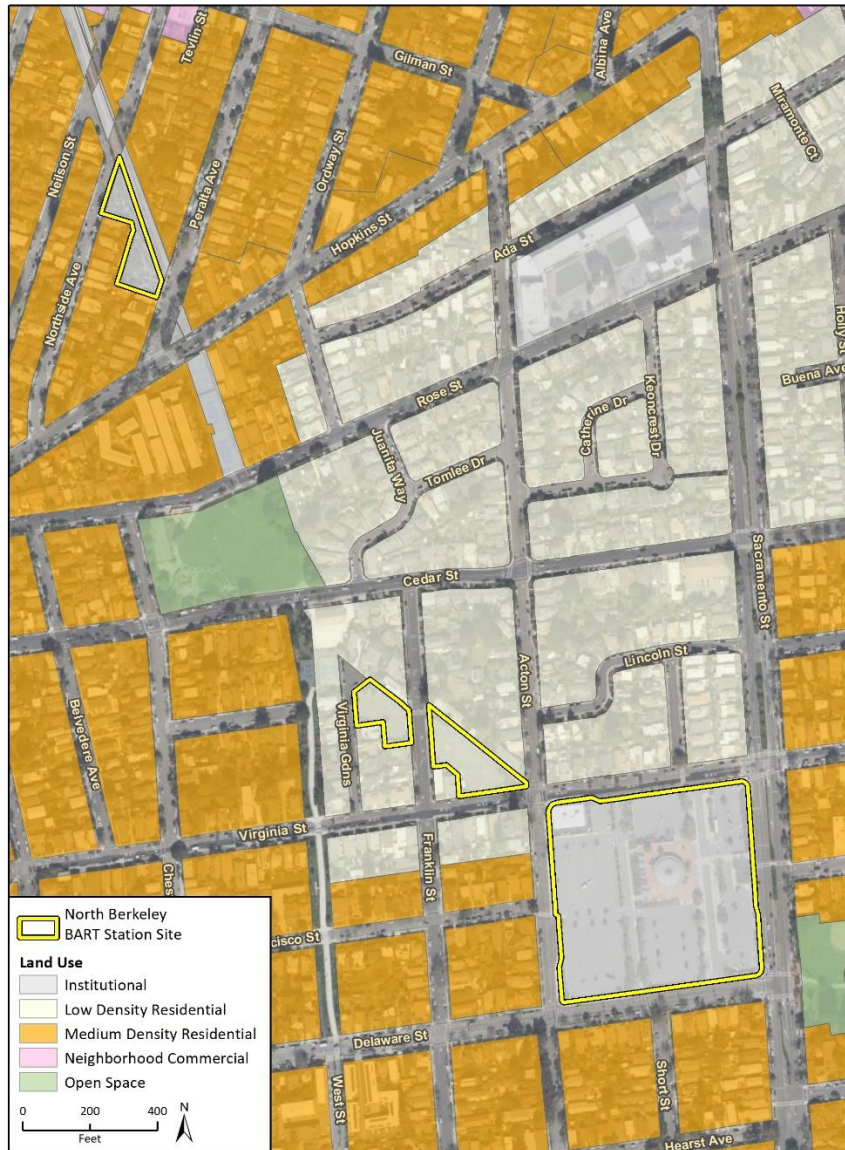 Tevlin St
Gilman St
Albina Ave
Miramonte Ct
Neilson St
Peralta Ave
Ordway St
Hopkins St
Ada St
Northside Ave
Holly St
Buena Ave
Rose St
Catherine Dr
Keoncrest Dr
Juanita Way
Tomlee Dr
Cedar St
Sacramento St
Acton St
Lincoln St
Belvedere Ave
Virginia Gdns
Virginia St
Franklin St
Ches
cisco St
Delaware St
West St
Short St
Hearst Ave
North Berkeley
BART Station Site
Land Use
Institutional
Low Density Residential
Medium Density Residential
Neighborhood Commercial
Open Space
0 200 400
Feet
N